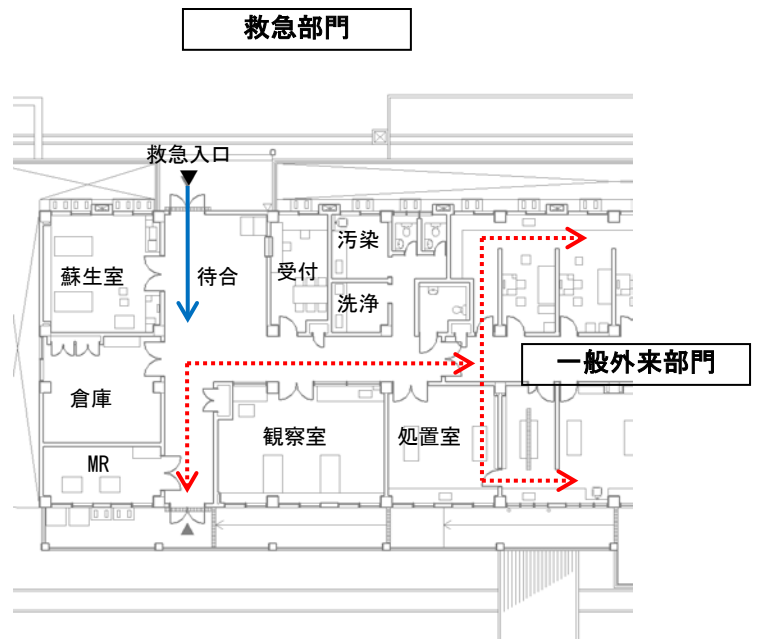 救急部門
救急入口
蘇生室
待合
受付
汚染
洗浄
一般外来部門
倉庫
観察室
処置室
MR